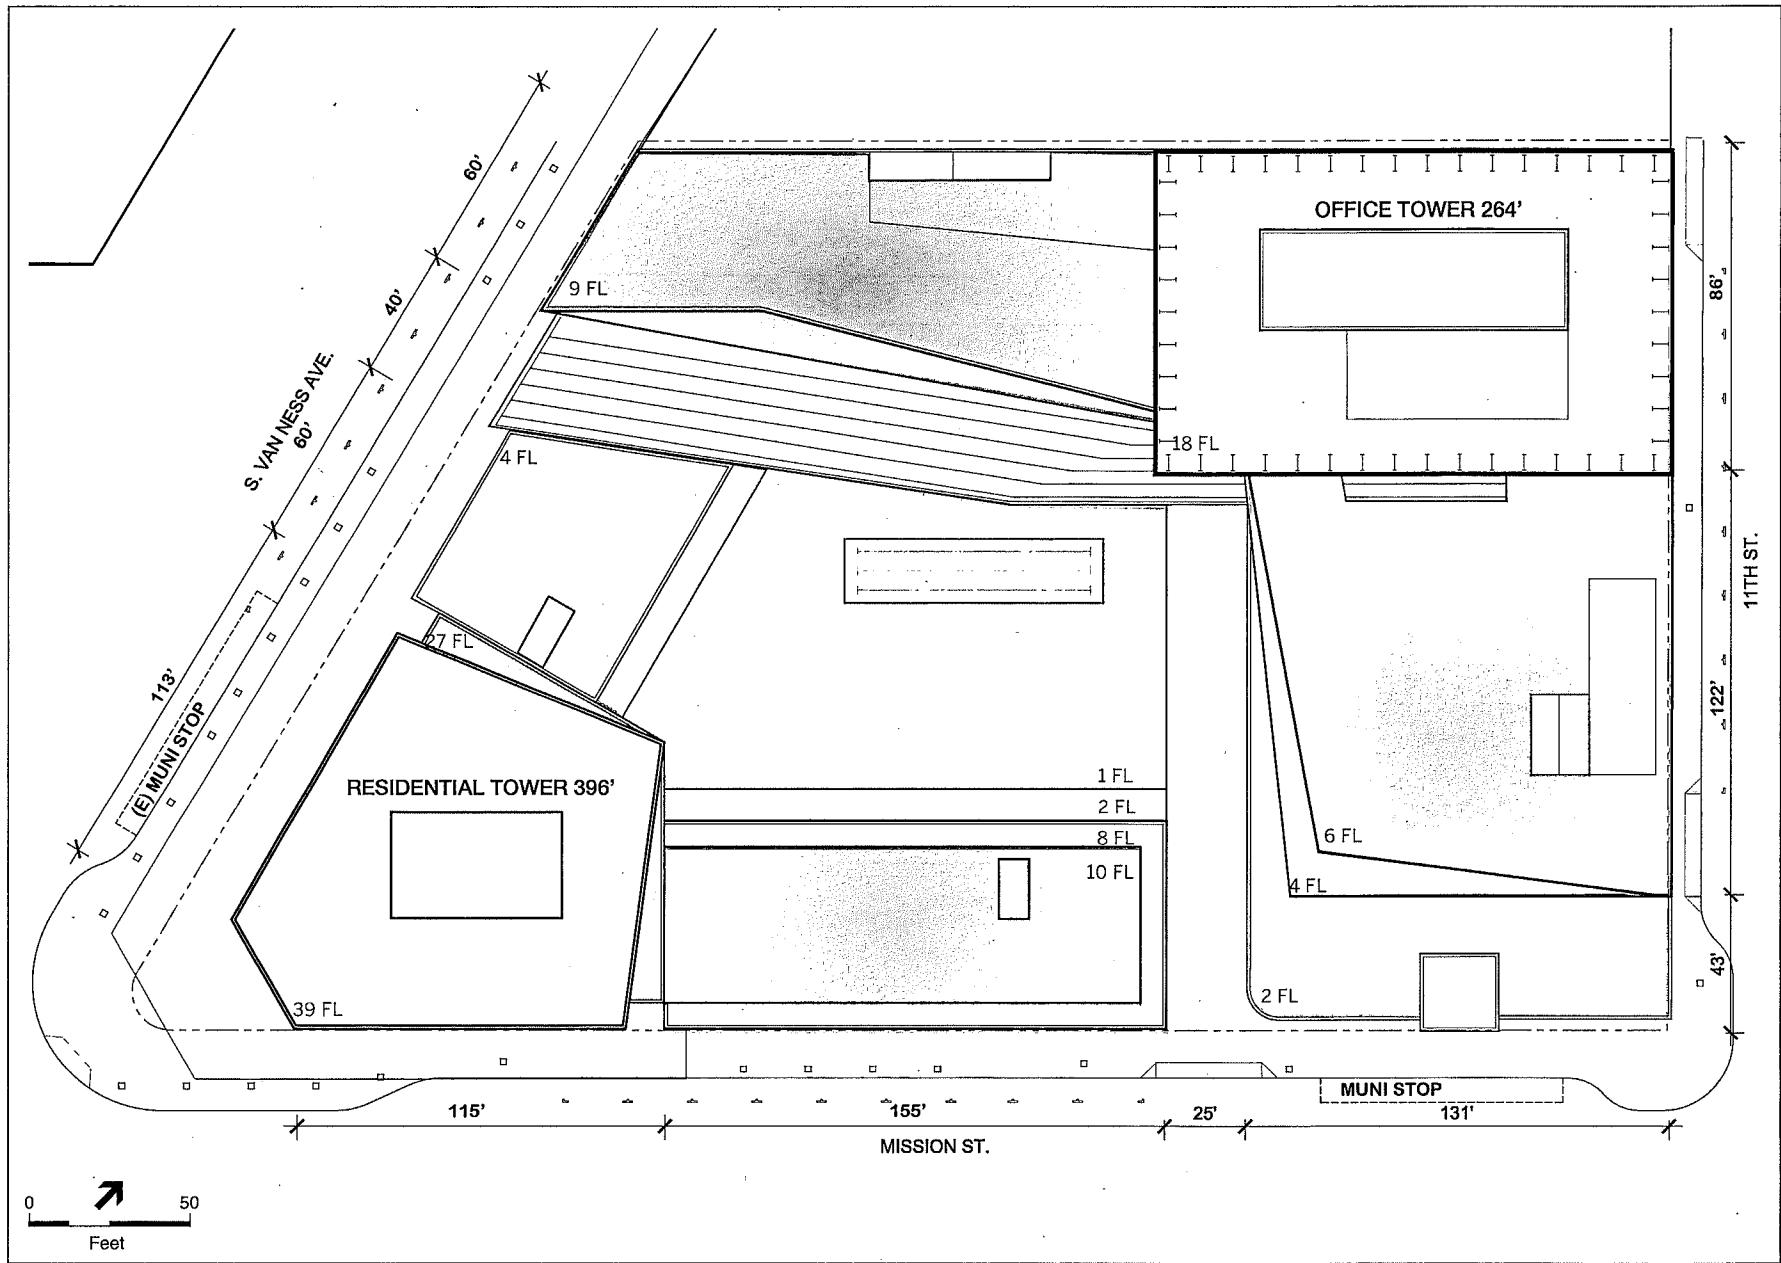 60'
OFFICE TOWER 264'
9 FL
86'
40'
S. VAN NESS AVE.
60'
18 FL
4 FL
11TH ST.
27 FL
113'
122'
(E) MUNI STOP
RESIDENTIAL TOWER 396'
1 FL
2 FL
8 FL
6 FL
10 FL
4 FL
43'
39 FL
2 FL
MUNI STOP
115'
155'
25'
131'
MISSION ST.
0
50
Feet